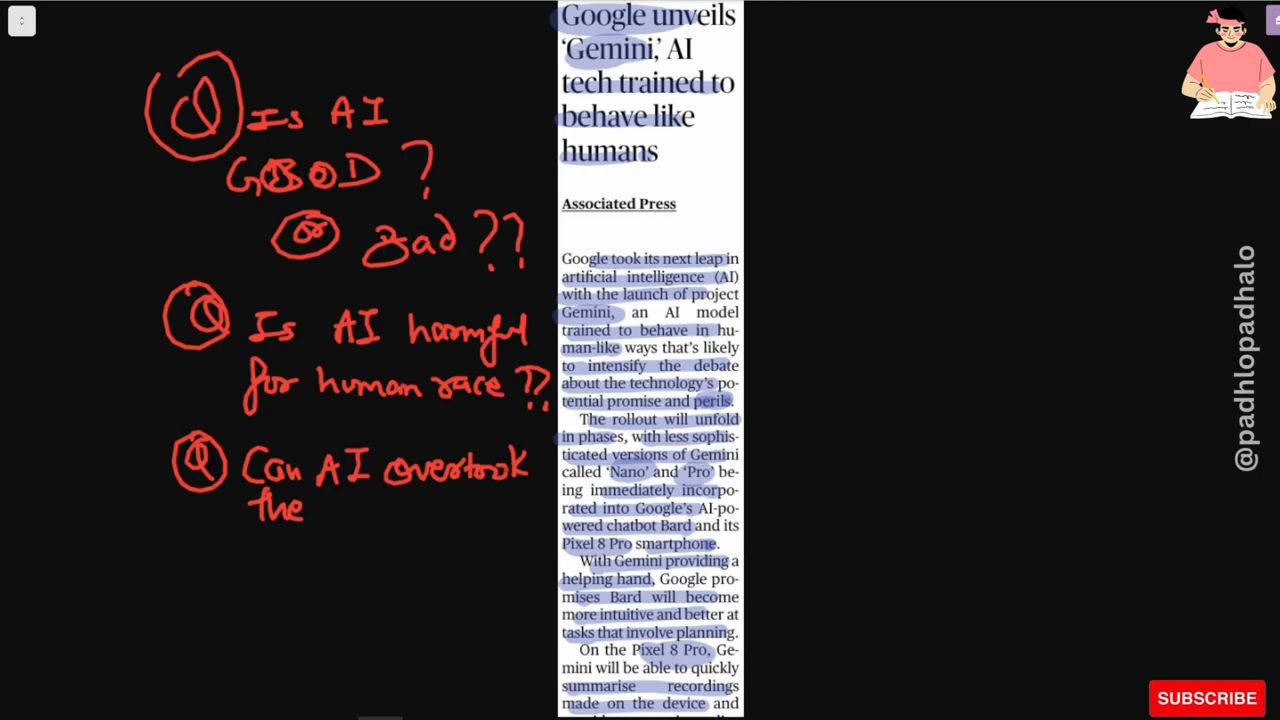 Is AI
GOOD ?
Bad ??
Q Is AI harmful
for human race ??
Q Can AI overtook
the
Google unveils
‘Gemini,’ AI
tech trained to
behave like
humans
Associated Press
Google took its next leap in
artificial intelligence (AI)
with the launch of project
Gemini, an AI model
trained to behave in hu-
man-like ways that’s likely
to intensify the debate
about the technology’s po-
tential promise and perils.
The rollout will unfold
in phases, with less sophis-
ticated versions of Gemini
called ‘Nano’ and ‘Pro’ be-
ing immediately incorpo-
rated into Google’s AI-po-
wered chatbot Bard and its
Pixel 8 Pro smartphone.
With Gemini providing a
helping hand, Google pro-
mises Bard will become
more intuitive and better at
tasks that involve planning.
On the Pixel 8 Pro, Ge-
mini will be able to quickly
summarise recordings
made on the device and
@padhlopadhalo
SUBSCRIBE